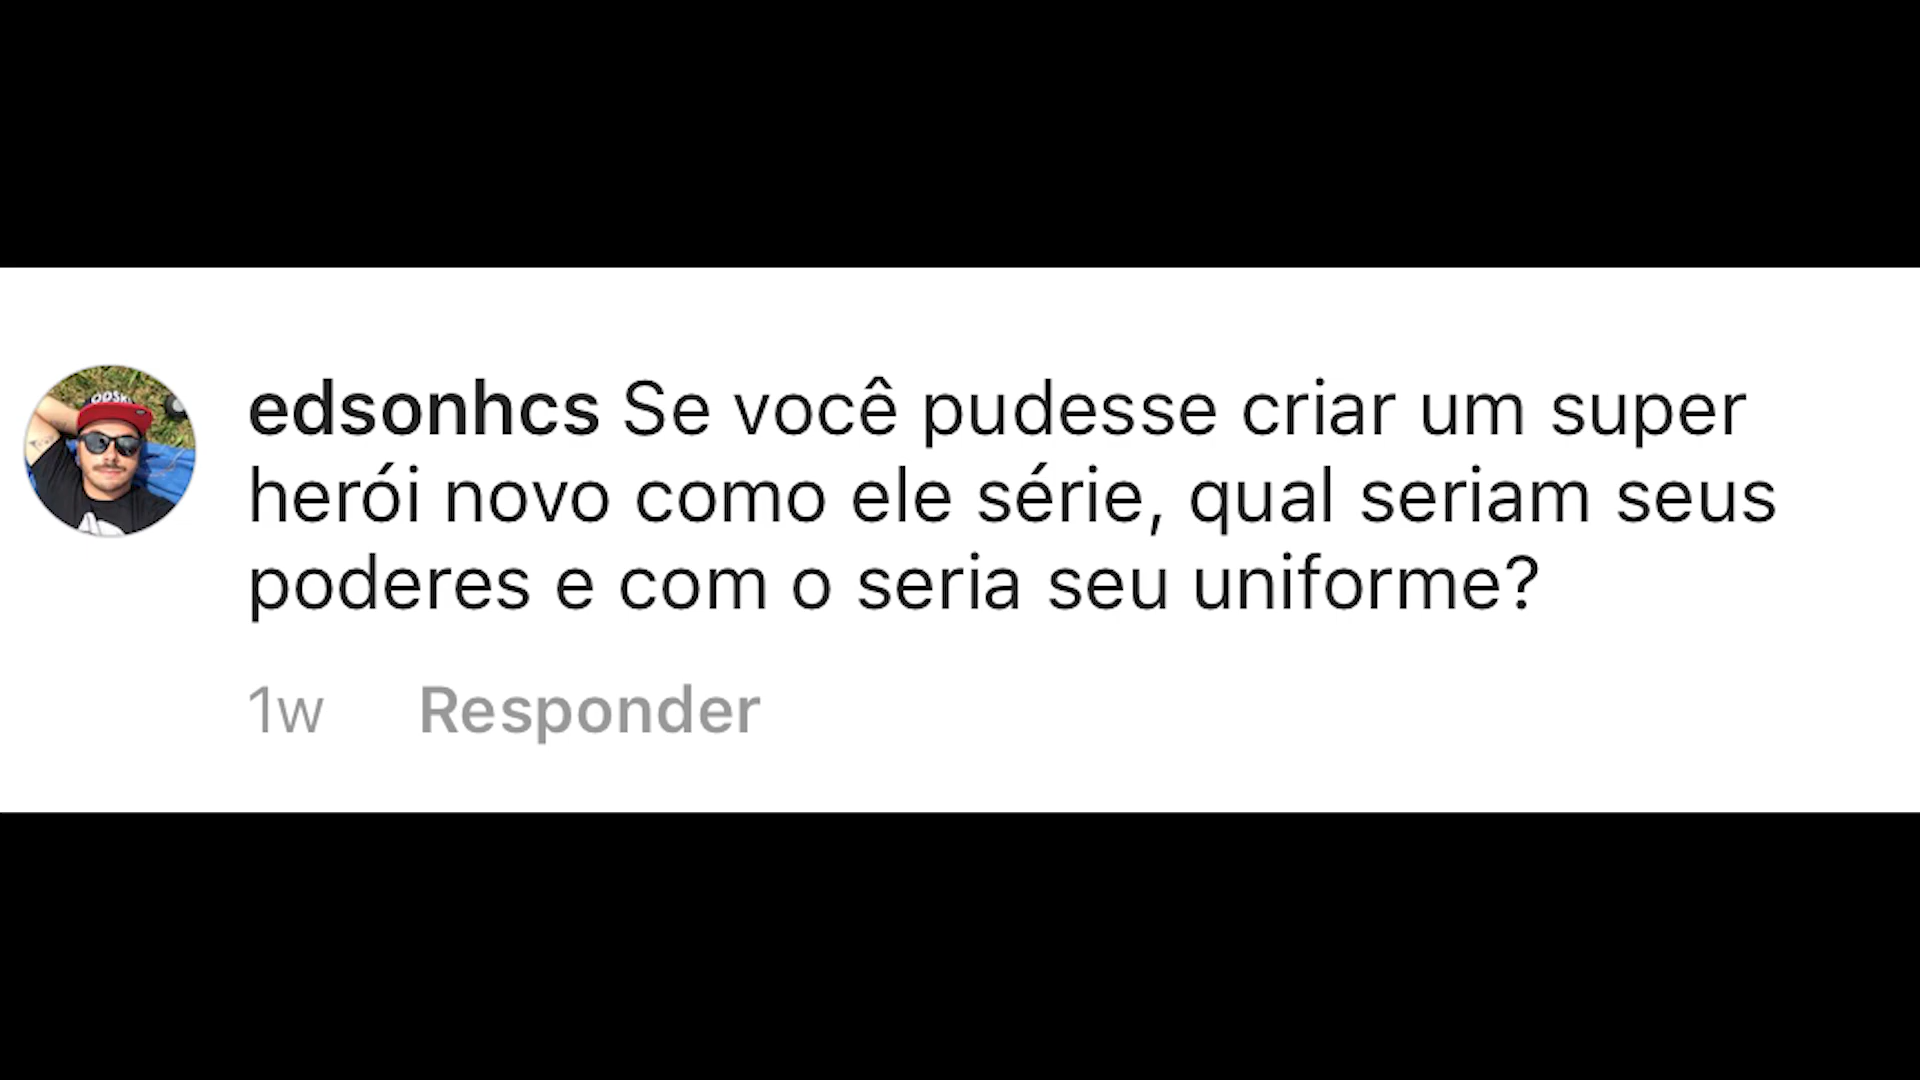 edsonhcs Se você pudesse criar um super
herói novo como ele série, qual seriam seus
poderes e com o seria seu uniforme?
1w Responder